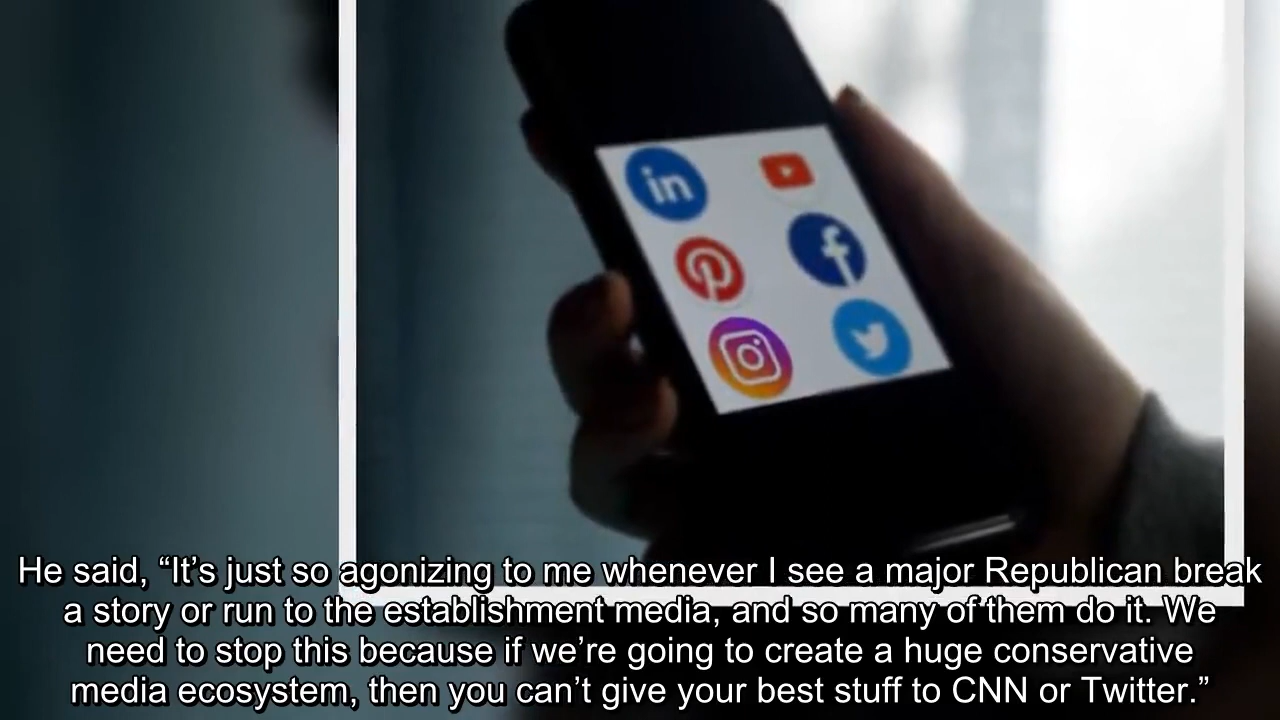 in
He said, “It’s just so agonizing to me whenever I see a major Republican break
a story or run to the establishment media, and so many of them do it. We
need to stop this because if we’re going to create a huge conservative
media ecosystem, then you can’t give your best stuff to CNN or Twitter.”